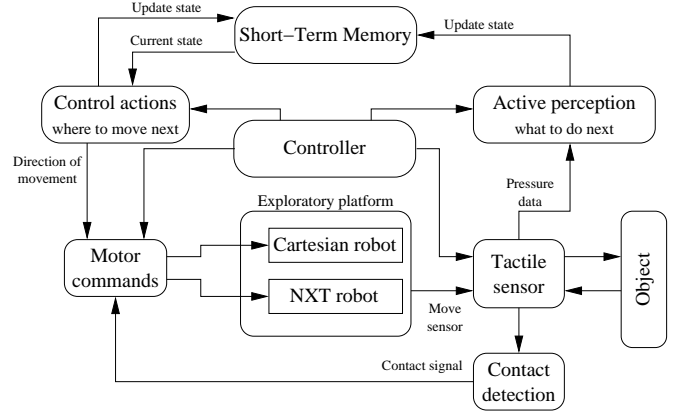 Update state
Short−Term Memory
Update state
Current state
Control actions
where to move next
Active perception
what to do next
Controller
Direction of
movement
Pressure
data
Exploratory platform
Motor
commands
Cartesian robot
NXT robot
Tactile
sensor
Object
Move
sensor
Contact signal
Contact
detection